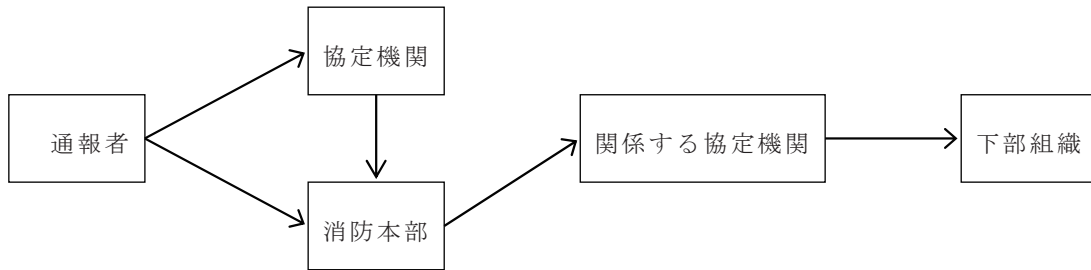 協定機関
通報者
関係する協定機関
下部組織
消防本部